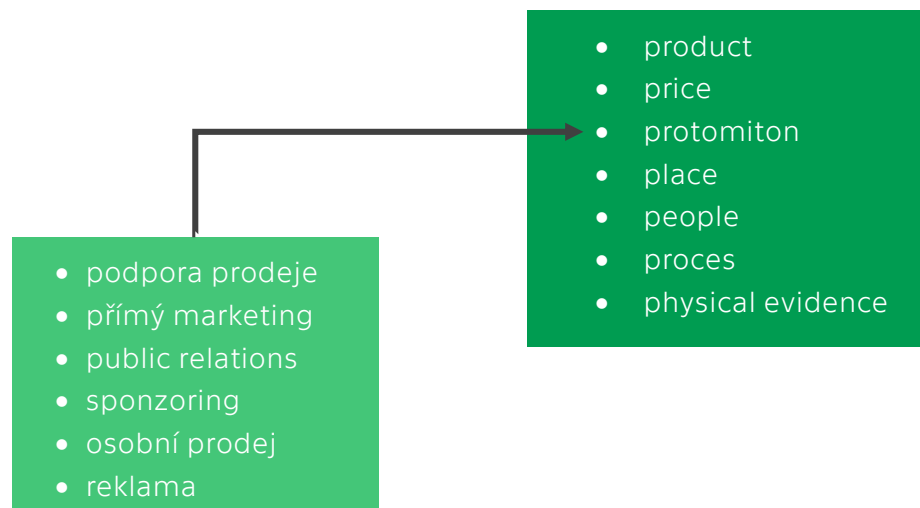 • product
• price
• protomiton
• place
• people
• proces
• physical evidence
• podpora prodeje
• přímý marketing
• public relations
• sponzoring
• osobní prodej
• reklama